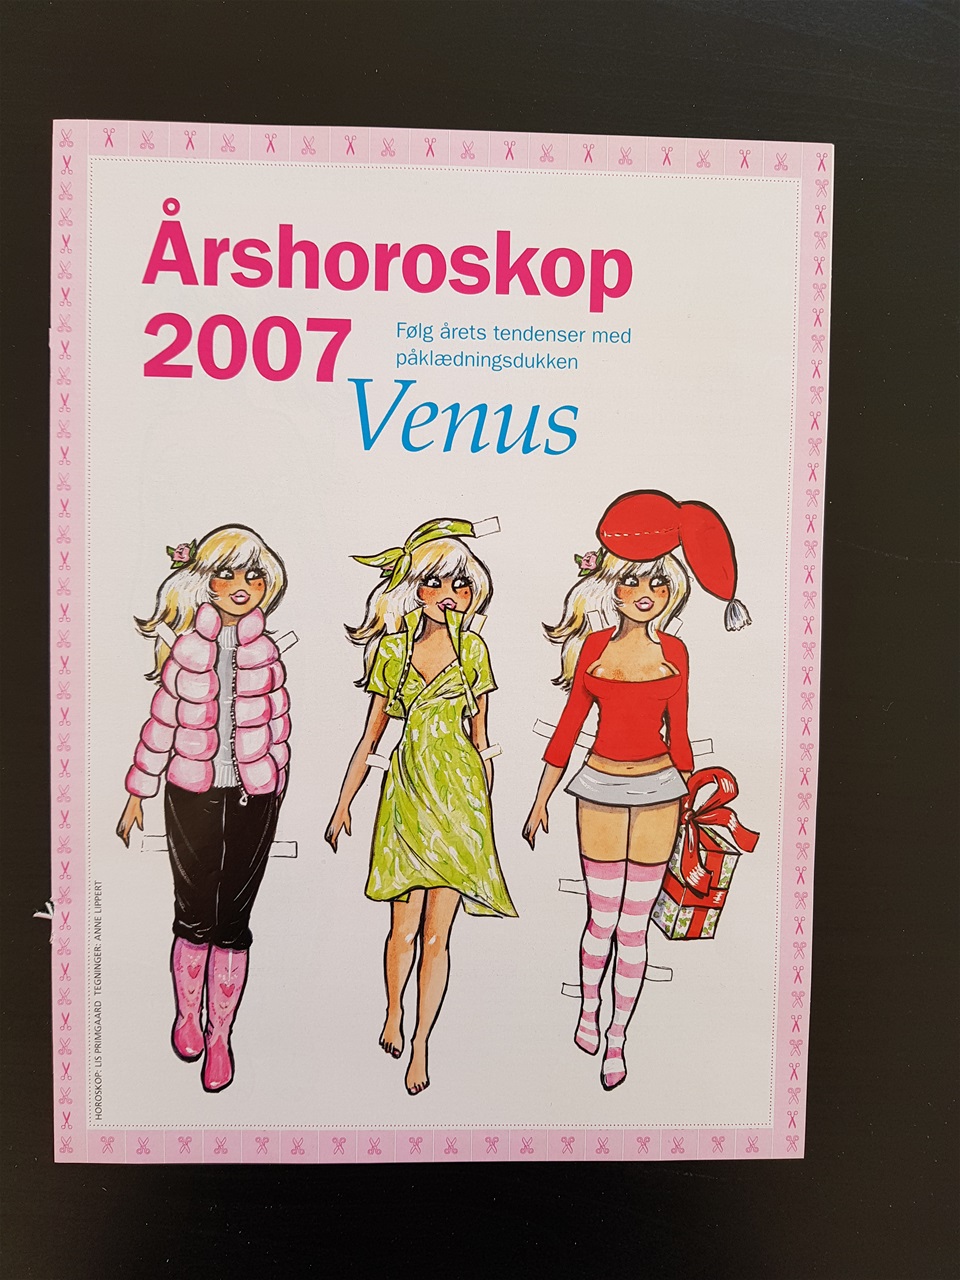 Årshoroskop
2007
Følg årets tendenser med
påklædningsdukken
Venus
HOROSKOP: LIS PRIMGAARD TEGNINGER: ANNE LIPPERT